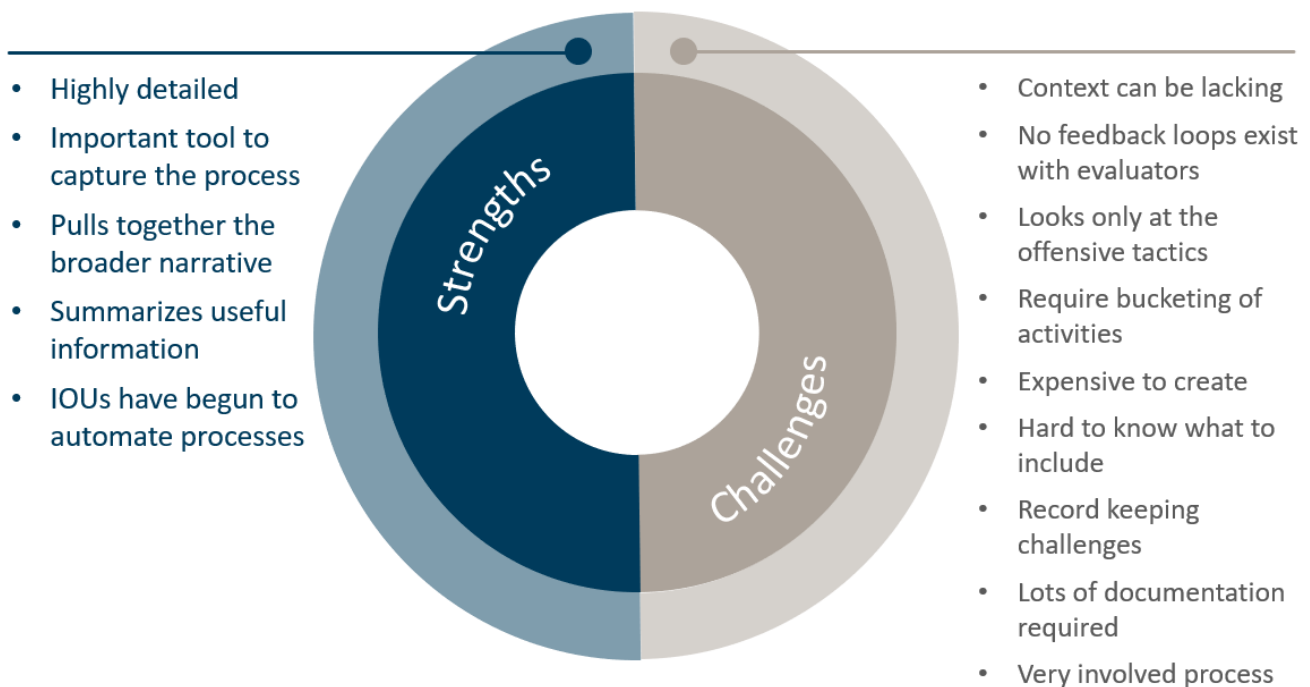 • Highly detailed
• Important tool to
capture the process
• Pulls together the
broader narrative
• Summarizes useful
information
• IOUs have begun to
automate processes
Strengths
Challenges
• Context can be lacking
• No feedback loops exist
with evaluators
• Looks only at the
offensive tactics
• Require bucketing of
activities
• Expensive to create
• Hard to know what to
include
• Record keeping
challenges
• Lots of documentation
required
• Very involved process